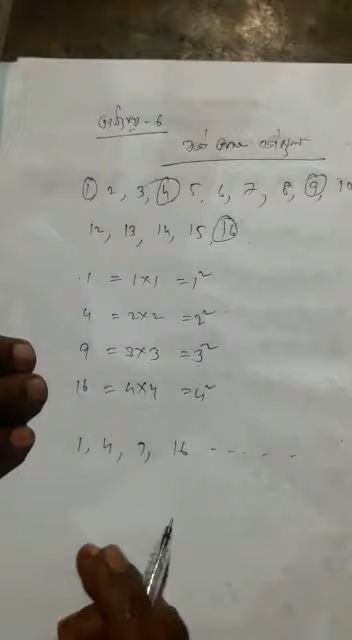 ① 2, 3, ④ 5, 6, 7, 8, ⑨, 10
12, 13, 14, 15, ⑯
1 = 1×1 = 1²
4 = 2×2 = 2²
9 = 3×3 = 3²
16 = 4×4 = 4²
1, 4, 9, 16 - - - - - -